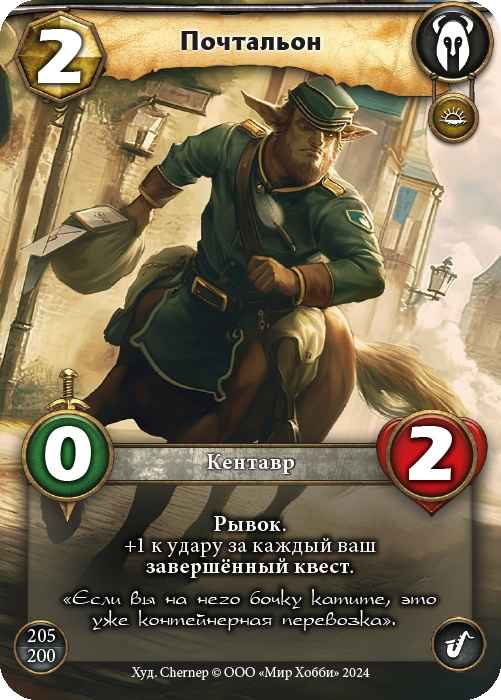 2
Почтальон
0
Кентавр
2
Рывок.
+1 к удару за каждый ваш
завершённый квест.
«Если вы на него бочку катите, это
уже контейнерная перевозка».
205
200
Худ. Chernep © ООО «Мир Хобби» 2024